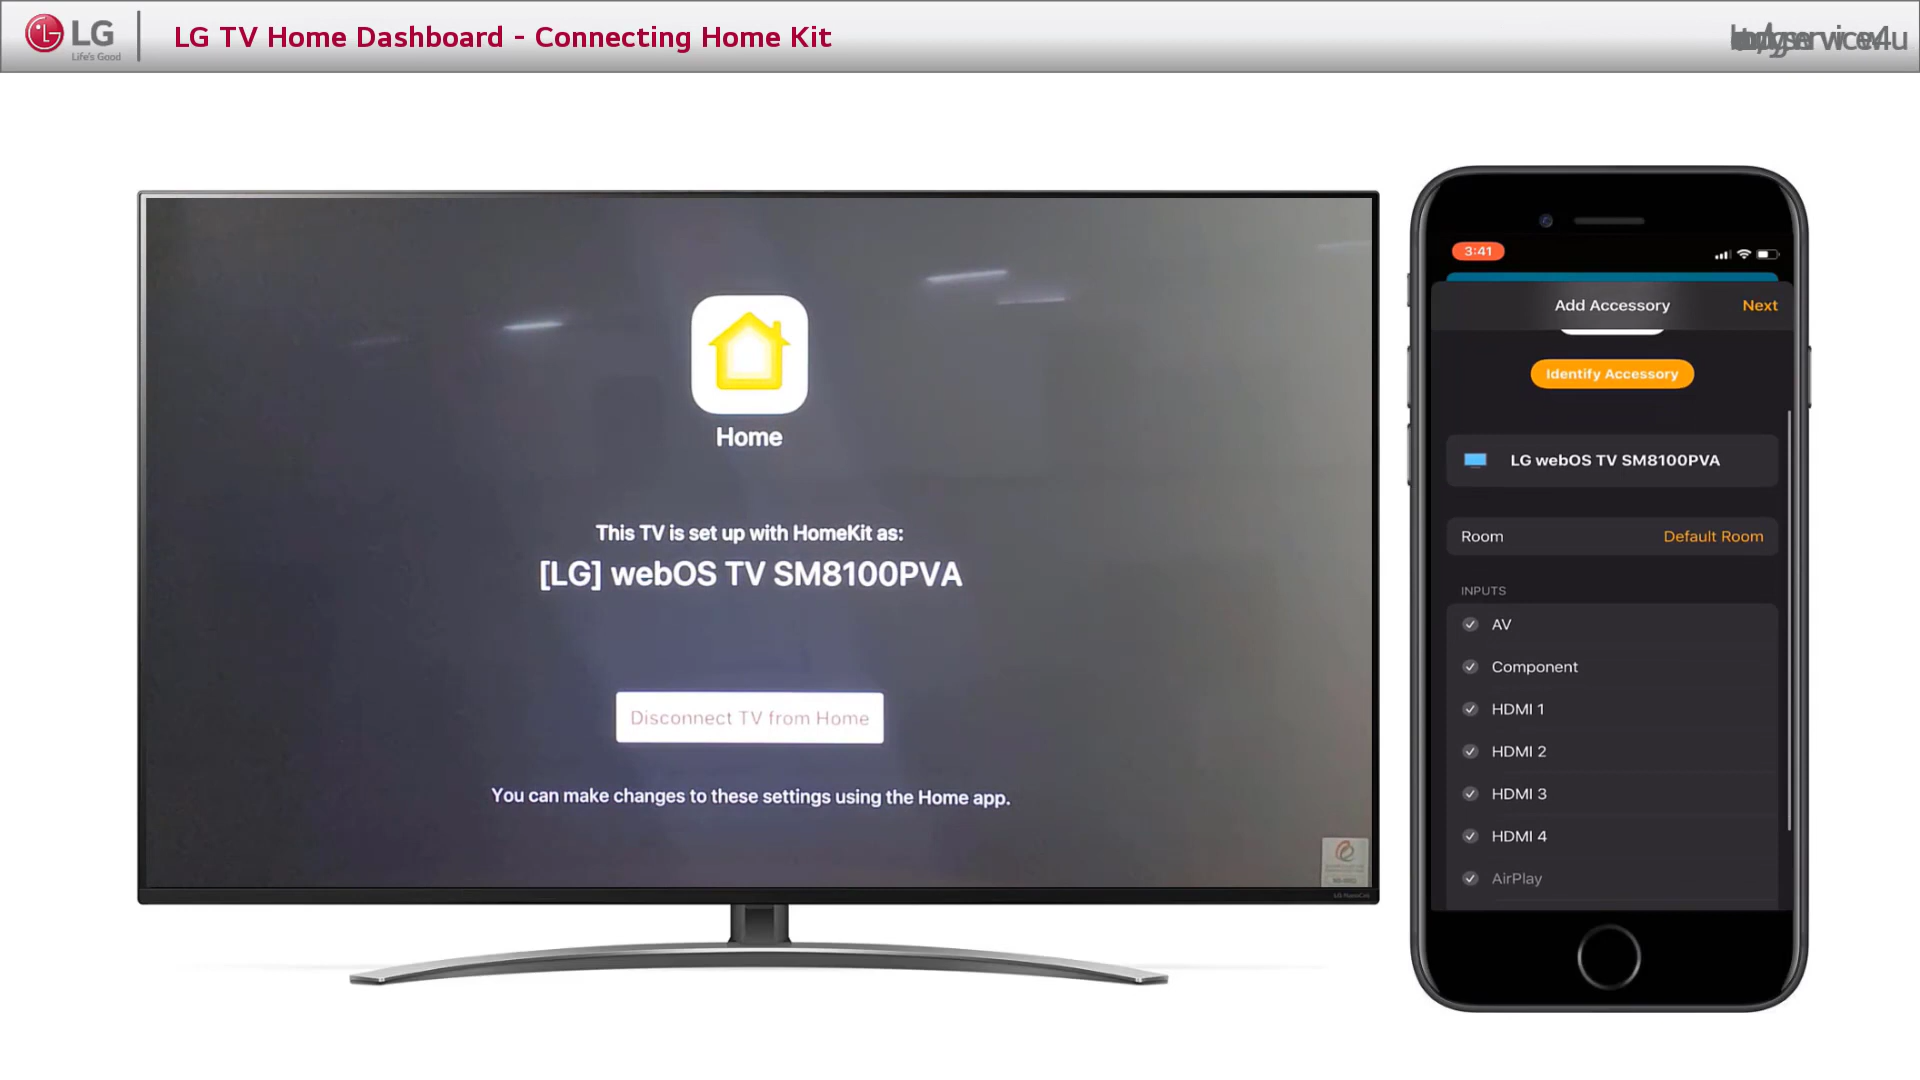 LG
Life's Good
LG TV Home Dashboard - Connecting Home Kit
Home
This TV is set up with HomeKit as:
[LG] webOS TV SM8100PVA
Disconnect TV from Home
You can make changes to these settings using the Home app.
3:41
Add Accessory
Next
Identify Accessory
LG webOS TV SM8100PVA
Room
Default Room
INPUTS
AV
Component
HDMI 1
HDMI 2
HDMI 3
HDMI 4
AirPlay